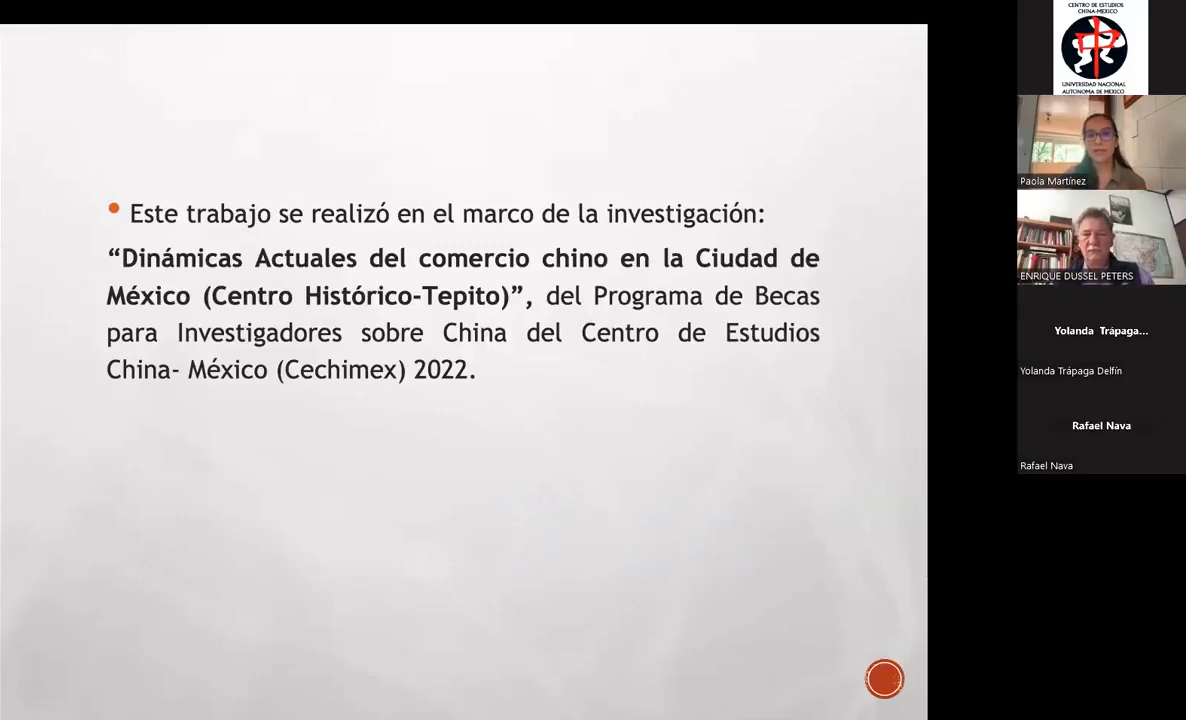 Este trabajo se realizó en el marco de la investigación:
“Dinámicas Actuales del comercio chino en la Ciudad de
México (Centro Histórico-Tepito)”, del Programa de Becas
para Investigadores sobre China del Centro de Estudios
China- México (Cechimex) 2022.
CENTRO DE ESTUDIOS
CHINA-MEXICO
UNIVERSIDAD NACIONAL
AUTONOMA DE MEXICO
Paola Martínez
ENRIQUE DUSSEL PETERS
Yolanda Trápaga...
Yolanda Trápaga Delfín
Rafael Nava
Rafael Nava